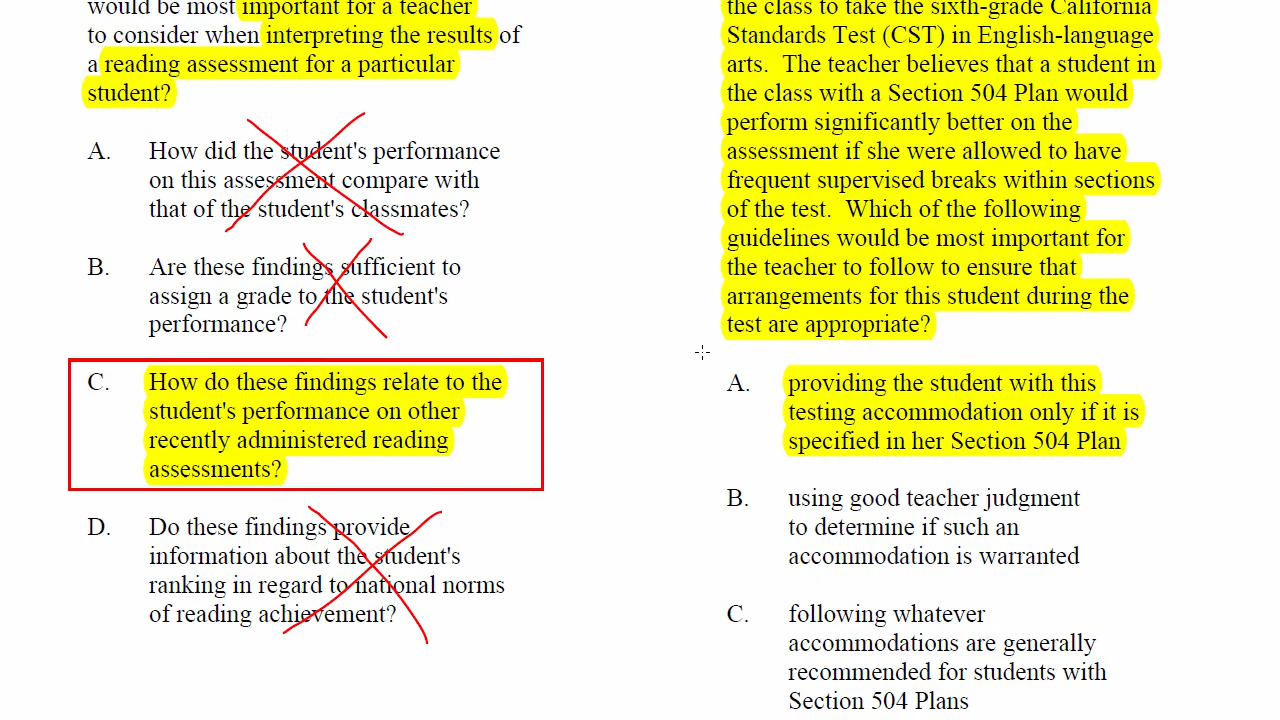 would be most important for a teacher
to consider when interpreting the results of
a reading assessment for a particular
student?
A. How did the student's performance
on this assessment compare with
that of the student's classmates?
B. Are these findings sufficient to
assign a grade to the student's
performance?
C. How do these findings relate to the
student's performance on other
recently administered reading
assessments?
D. Do these findings provide
information about the student's
ranking in regard to national norms
of reading achievement?
the class to take the sixth-grade California
Standards Test (CST) in English-language
arts. The teacher believes that a student in
the class with a Section 504 Plan would
perform significantly better on the
assessment if she were allowed to have
frequent supervised breaks within sections
of the test. Which of the following
guidelines would be most important for
the teacher to follow to ensure that
arrangements for this student during the
test are appropriate?
A. providing the student with this
testing accommodation only if it is
specified in her Section 504 Plan
B. using good teacher judgment
to determine if such an
accommodation is warranted
C. following whatever
accommodations are generally
recommended for students with
Section 504 Plans